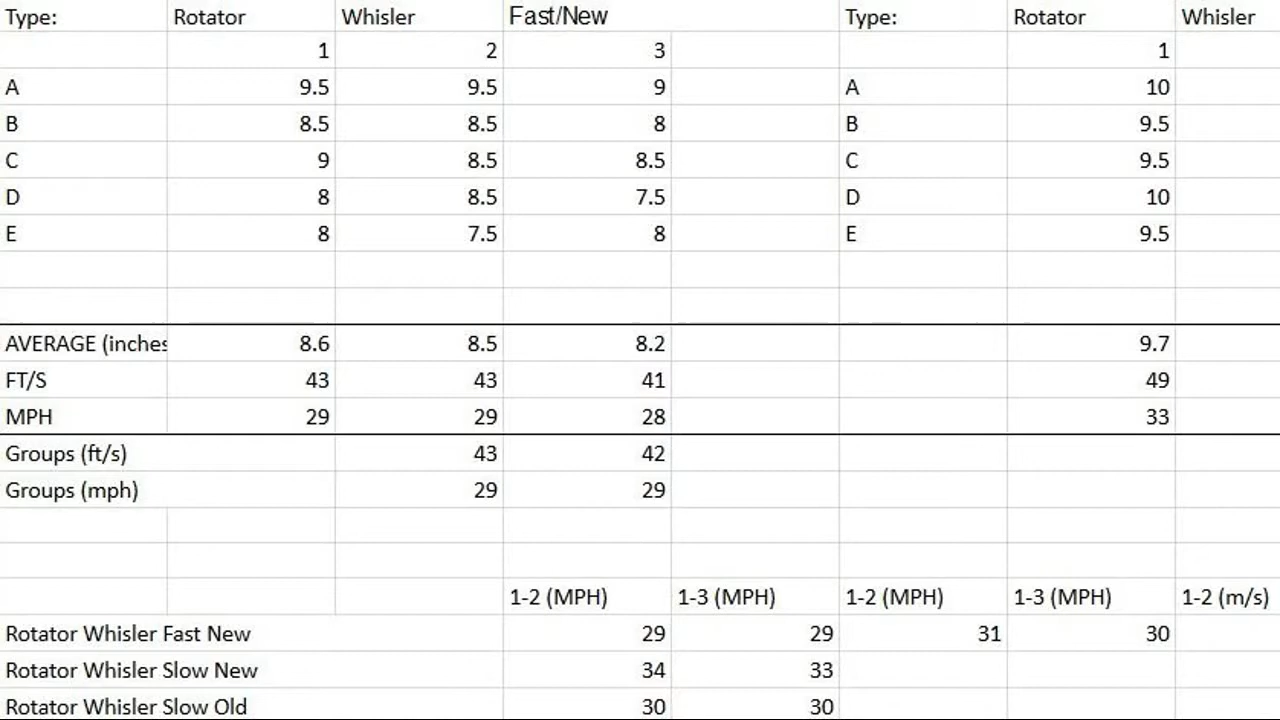 Type: Rotator Whisler Fast/New Type: Rotator Whisler
1 2 3 1
A 9.5 9.5 9 A 10
B 8.5 8.5 8 B 9.5
C 9 8.5 8.5 C 9.5
D 8 8.5 7.5 D 10
E 8 7.5 8 E 9.5
AVERAGE (inches 8.6 8.5 8.2 9.7
FT/S 43 43 41 49
MPH 29 29 28 33
Groups (ft/s) 43 42
Groups (mph) 29 29
1-2 (MPH) 1-3 (MPH) 1-2 (MPH) 1-3 (MPH) 1-2 (m/s)
Rotator Whisler Fast New 29 29 31 30
Rotator Whisler Slow New 34 33
Rotator Whisler Slow Old 30 30